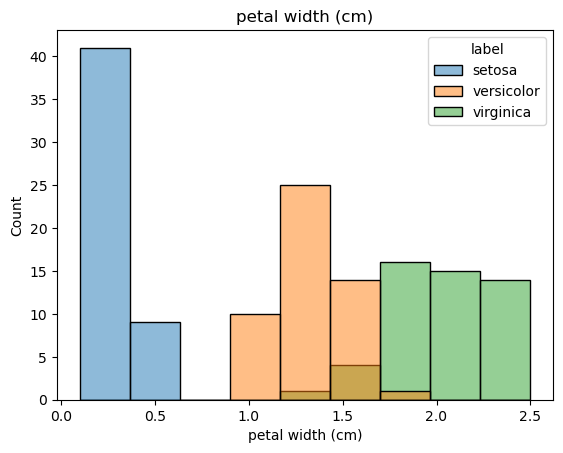 petal width (cm)
label
setosa
versicolor
virginica
Count
40
35
30
25
20
15
10
5
0
0.0 0.5 1.0 1.5 2.0 2.5
petal width (cm)